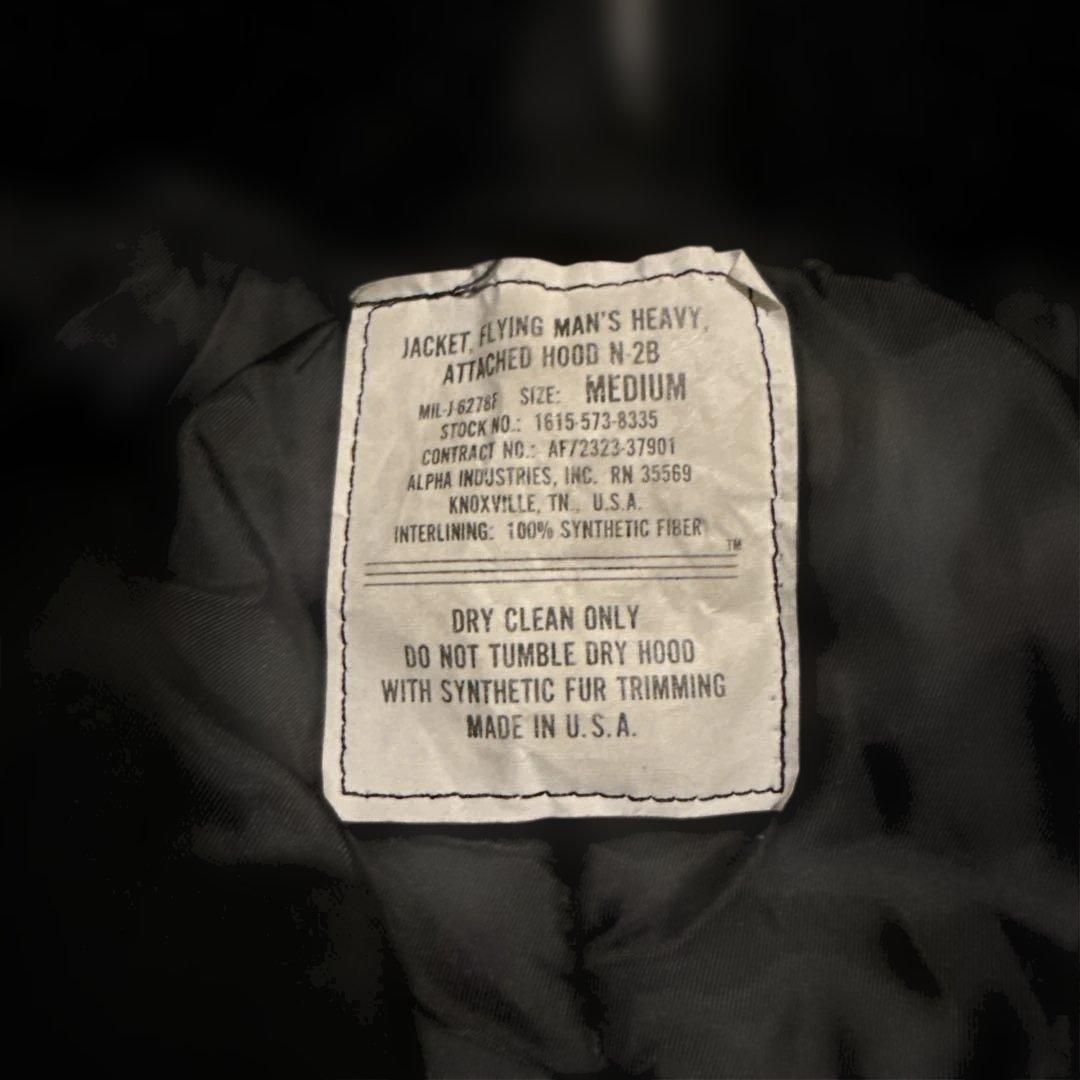 JACKET, FLYING MAN'S HEAVY,
ATTACHED HOOD N-2B
MIL-J-6278F SIZE: MEDIUM
STOCK NO.: 1615-573-8335
CONTRACT NO.: AF72323-37901
ALPHA INDUSTRIES, INC. RN 35569
KNOXVILLE, TN., U.S.A.
INTERLINING: 100% SYNTHETIC FIBER
TM
DRY CLEAN ONLY
DO NOT TUMBLE DRY HOOD
WITH SYNTHETIC FUR TRIMMING
MADE IN U.S.A.